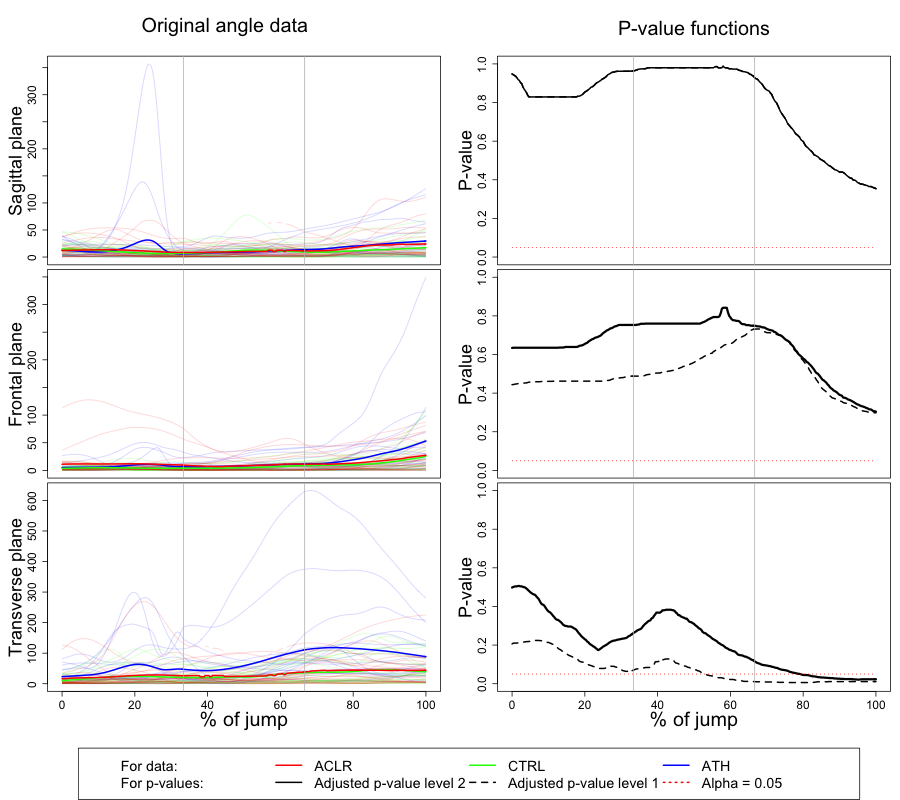 Original angle data
P-value functions
Sagittal plane
0 50 100 200 300
P-value
0.0 0.2 0.4 0.6 0.8 1.0
Frontal plane
0 50 100 200 300
P-value
0.0 0.2 0.4 0.6 0.8 1.0
Transverse plane
0 100 200 300 400 500 600
P-value
0.0 0.2 0.4 0.6 0.8 1.0
0 20 40 60 80 100
0 20 40 60 80 100
% of jump
% of jump
For data: ACLR CTRL ATH
For p-values: Adjusted p-value level 2 Adjusted p-value level 1 Alpha = 0.05